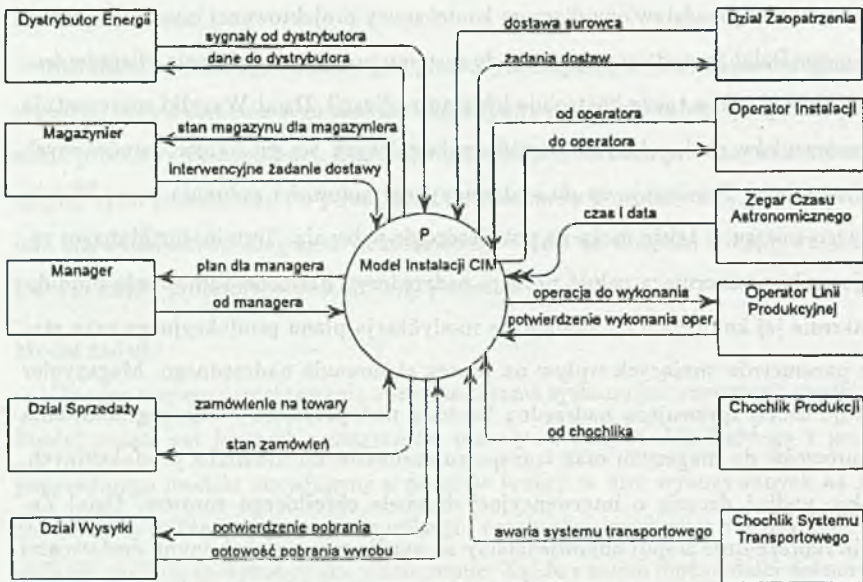 Dystrybutor Energii
sygnały od dystrybutora
dane do dystrybutora
Magazynier
stan magazynu dla magazyniera
Interwencyjne żadanie dostawy
Manager
plan dla managera
od managera
Dział Sprzedaży
zamówienie na towary
stan zamówień
Dział Wysyłki
potwierdzenie pobrania
gotowość pobrania wyrobu
P
Model Instalacji CIM
Dział Zaopatrzenia
dostawa surowca
żądania dostaw
Operator Instalacji
od operatora
do operatora
Zegar Czasu
Astronomicznego
czas i data
Operator Linii
Produkcyjnej
operacja do wykonania
potwierdzenie wykonania oper
Chochlik Produkcji
od chochlika
Chochlik Systemu
Transportowego
awaria systemu transportowego